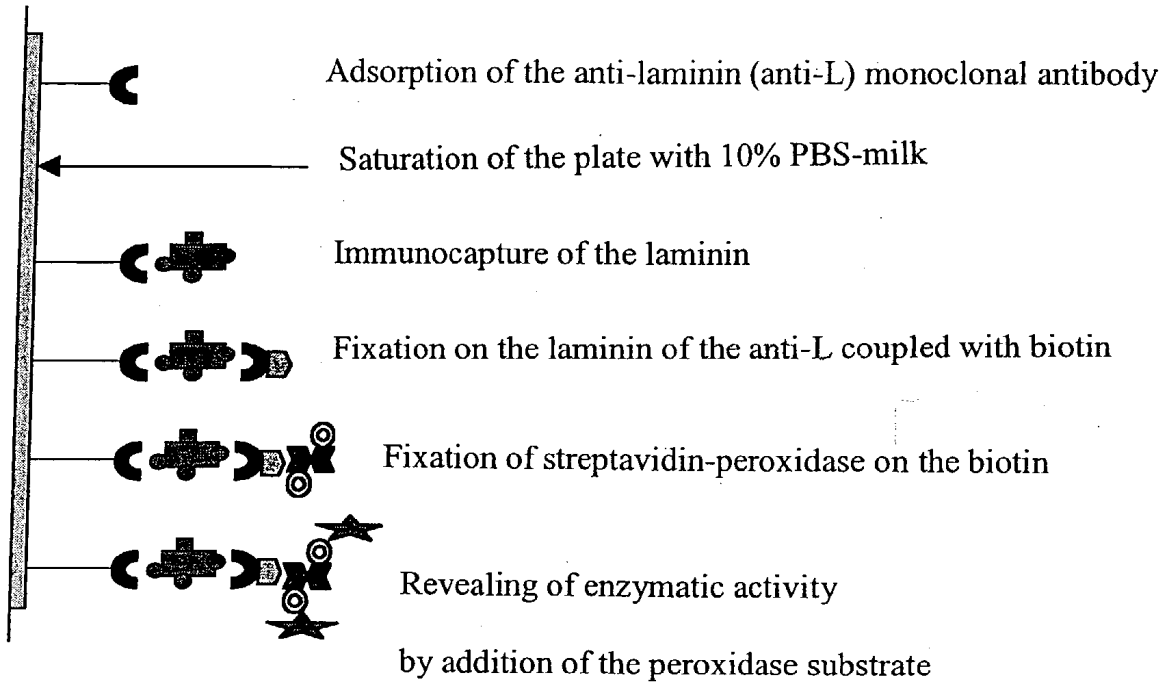 Adsorption of the anti-laminin (anti-L) monoclonal antibody
Saturation of the plate with 10% PBS-milk
Immunocapture of the laminin
Fixation on the laminin of the anti-L coupled with biotin
Fixation of streptavidin-peroxidase on the biotin
Revealing of enzymatic activity
by addition of the peroxidase substrate